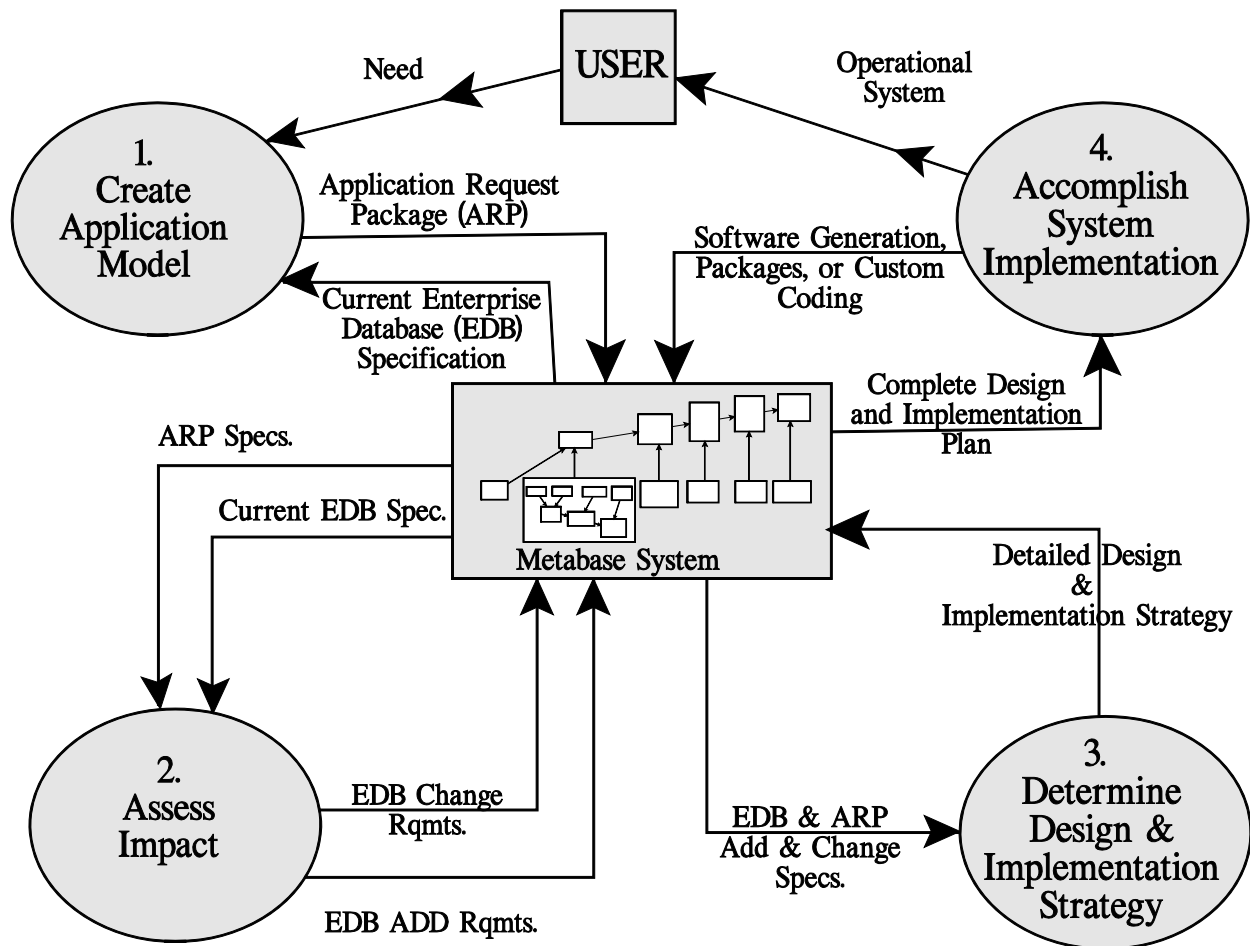 USER
Need
Operational
System
1.
Create
Application
Model
4.
Accomplish
System
Implementation
Application Request
Package (ARP)
Software Generation,
Packages, or Custom
Coding
Current Enterprise
Database (EDB)
Specification
Complete Design
and Implementation
Plan
ARP Specs.
Current EDB Spec.
Metabase System
Detailed Design
&
Implementation Strategy
2.
Assess
Impact
EDB Change
Rqmts.
EDB ADD Rqmts.
EDB & ARP
Add & Change
Specs.
3.
Determine
Design &
Implementation
Strategy